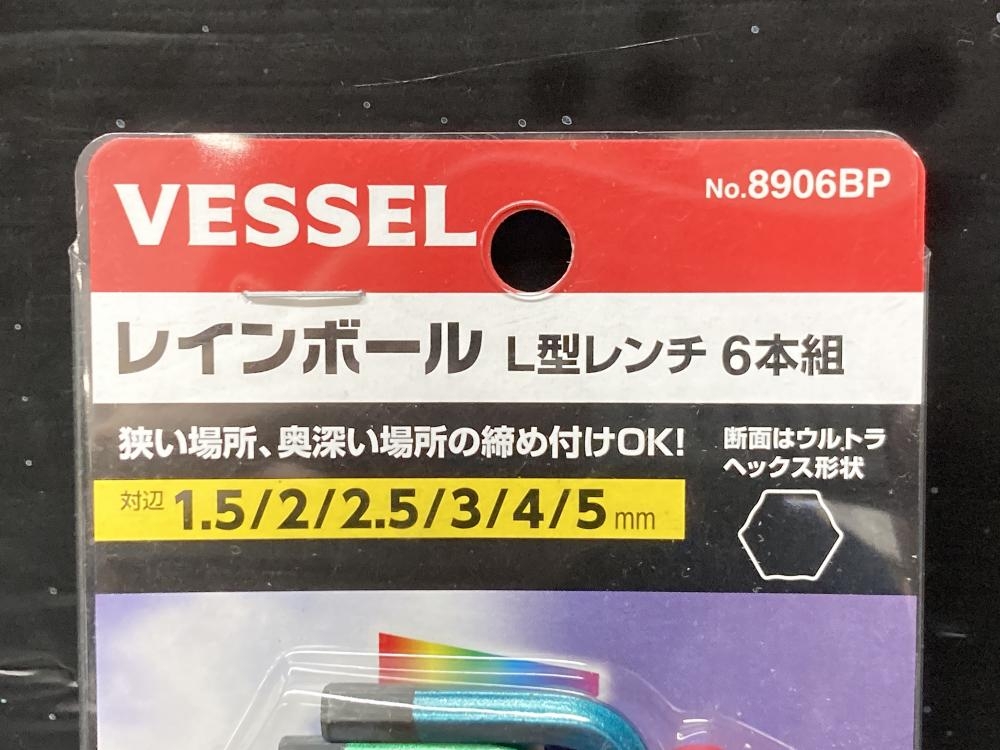 VESSEL
No.8906BP
レインボール L型レンチ 6本組
狭い場所、奥深い場所の締め付けOK!
断面はウルトラ
ヘックス形状
対辺 1.5/2/2.5/3/4/5mm